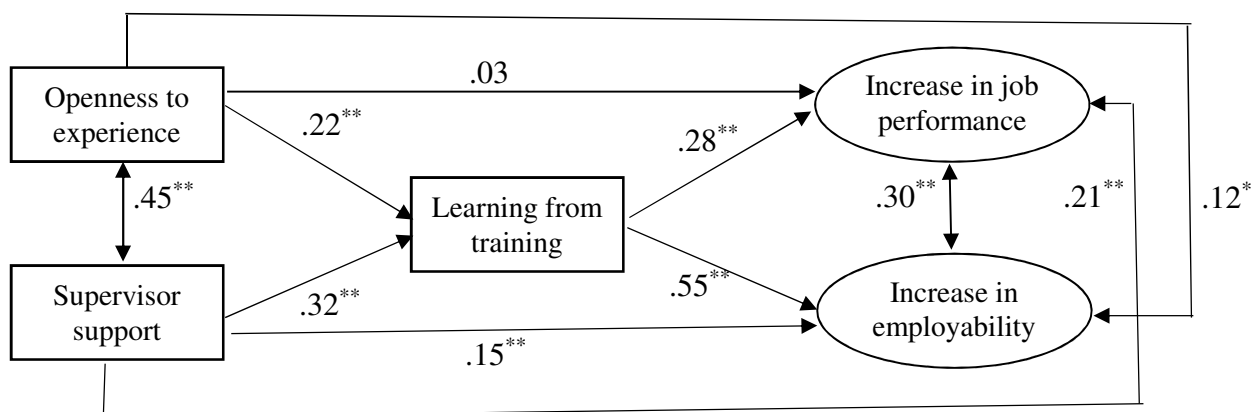 Openness to
experience
.03
Increase in job
performance
.22**
.28**
.45**
Learning from
training
.30**
.21**
.12*
Supervisor
support
.32**
.55**
Increase in
employability
.15**